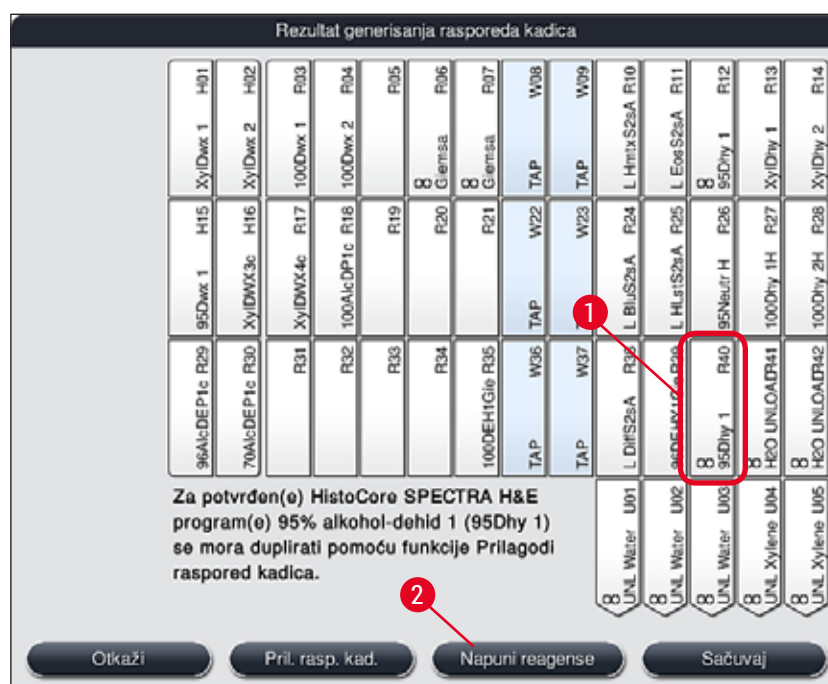 Rezultat generisanja rasporeda kadica
XylDwx 1 H01
XylDwx 2 H02
100Dwx 1 R03
100Dwx 2 R04
R05
Giemsa R06
Giemsa R07
TAP W08
TAP W09
L HmtxS2sA R10
L EosS2sA R11
95Dhy 1 R12
XylDhy 1 R13
XylDhy 2 R14
95Dwx 1 H15
XylDWX3c H16
XylDWX4c R17
100AlcDP1c R18
R19
R20
R21
TAP W22
TAP W23
L BluS2sA R24
L HLstS2sA R25
95Neutr H R26
100Dhy 1H R27
100Dhy 2H R28
96AlcDEP1c R29
70AlcDEP1c R30
R31
R32
R33
R34
100DEH1Gie R35
TAP W36
TAP W37
L DiffS2sA R38
R39
95Dhy 1 R40
H2O UNLOAD R41
H2O UNLOAD R42
1
Za potvrđen(e) HistoCore SPECTRA H&E
program(e) 95% alkohol-dehid 1 (95Dhy 1)
se mora duplirati pomoću funkcije Prilagodi
raspored kadica.
UNL Water U01
UNL Water U02
UNL Water U03
UNL Xylene U04
UNL Xylene U05
2
Otkaži
Pril. rasp. kad.
Napuni reagense
Sačuvaj